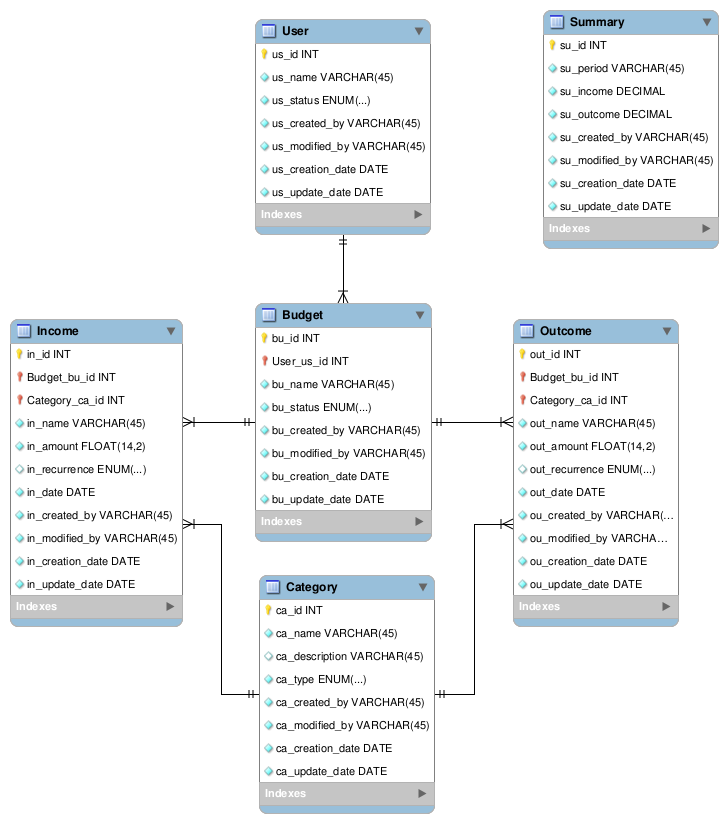 User
us_id INT
us_name VARCHAR(45)
us_status ENUM(...)
us_created_by VARCHAR(45)
us_modified_by VARCHAR(45)
us_creation_date DATE
us_update_date DATE
Indexes
Summary
su_id INT
su_period VARCHAR(45)
su_income DECIMAL
su_outcome DECIMAL
su_created_by VARCHAR(45)
su_modified_by VARCHAR(45)
su_creation_date DATE
su_update_date DATE
Indexes
Income
in_id INT
Budget_bu_id INT
Category_ca_id INT
in_name VARCHAR(45)
in_amount FLOAT(14,2)
in_recurrence ENUM(...)
in_date DATE
in_created_by VARCHAR(45)
in_modified_by VARCHAR(45)
in_creation_date DATE
in_update_date DATE
Indexes
Budget
bu_id INT
User_us_id INT
bu_name VARCHAR(45)
bu_status ENUM(...)
bu_created_by VARCHAR(45)
bu_modified_by VARCHAR(45)
bu_creation_date DATE
bu_update_date DATE
Indexes
Outcome
out_id INT
Budget_bu_id INT
Category_ca_id INT
out_name VARCHAR(45)
out_amount FLOAT(14,2)
out_recurrence ENUM(...)
out_date DATE
ou_created_by VARCHAR(...
ou_modified_by VARCHA...
ou_creation_date DATE
ou_update_date DATE
Indexes
Category
ca_id INT
ca_name VARCHAR(45)
ca_description VARCHAR(45)
ca_type ENUM(...)
ca_created_by VARCHAR(45)
ca_modified_by VARCHAR(45)
ca_creation_date DATE
ca_update_date DATE
Indexes